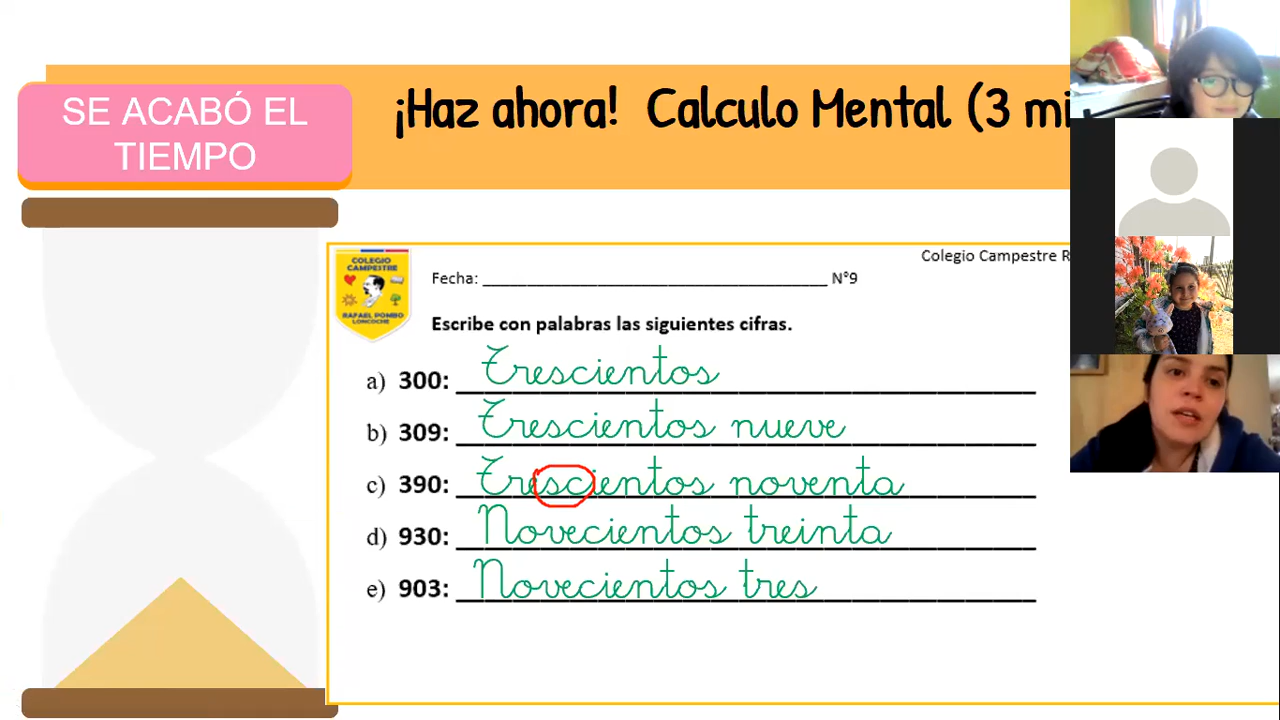 SE ACABÓ EL
TIEMPO
¡Haz ahora! Calculo Mental (3 mi
COLEGIO
CAMPESTRE
RAFAEL POMBO
LONCOCHE
Colegio Campestre R
Fecha: ___________________________________ N°9
Escribe con palabras las siguientes cifras.
a) 300: Trescientos
b) 309: Trescientos nueve
c) 390: Trescientos noventa
d) 930: Novecientos treinta
e) 903: Novecientos tres